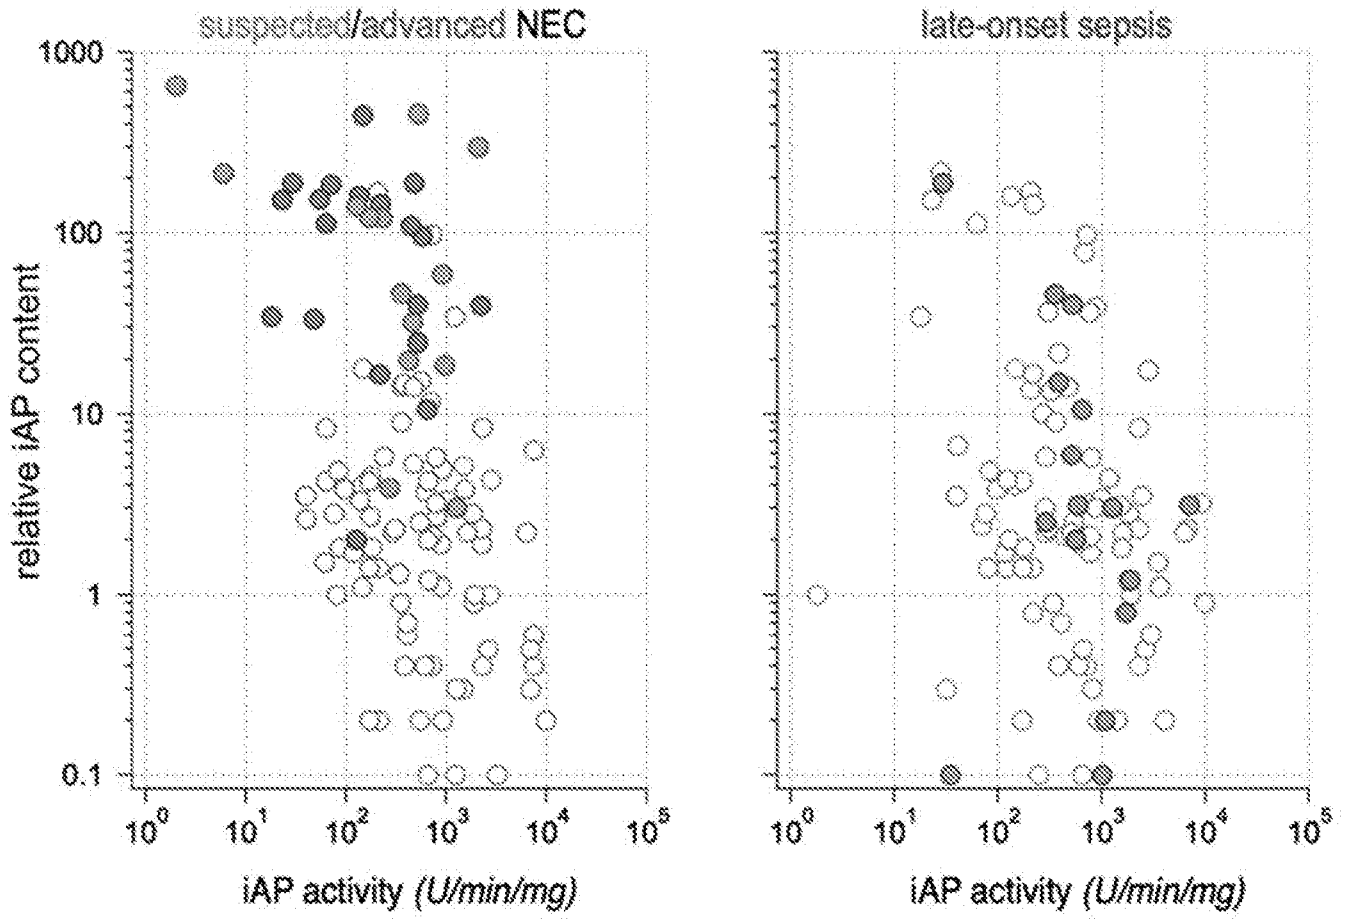 suspected/advanced NEC
late-onset sepsis
1000
100
10
1
0.1
relative iAP content
10⁰ 10¹ 10² 10³ 10⁴ 10⁵
10⁰ 10¹ 10² 10³ 10⁴ 10⁵
iAP activity (U/min/mg)
iAP activity (U/min/mg)